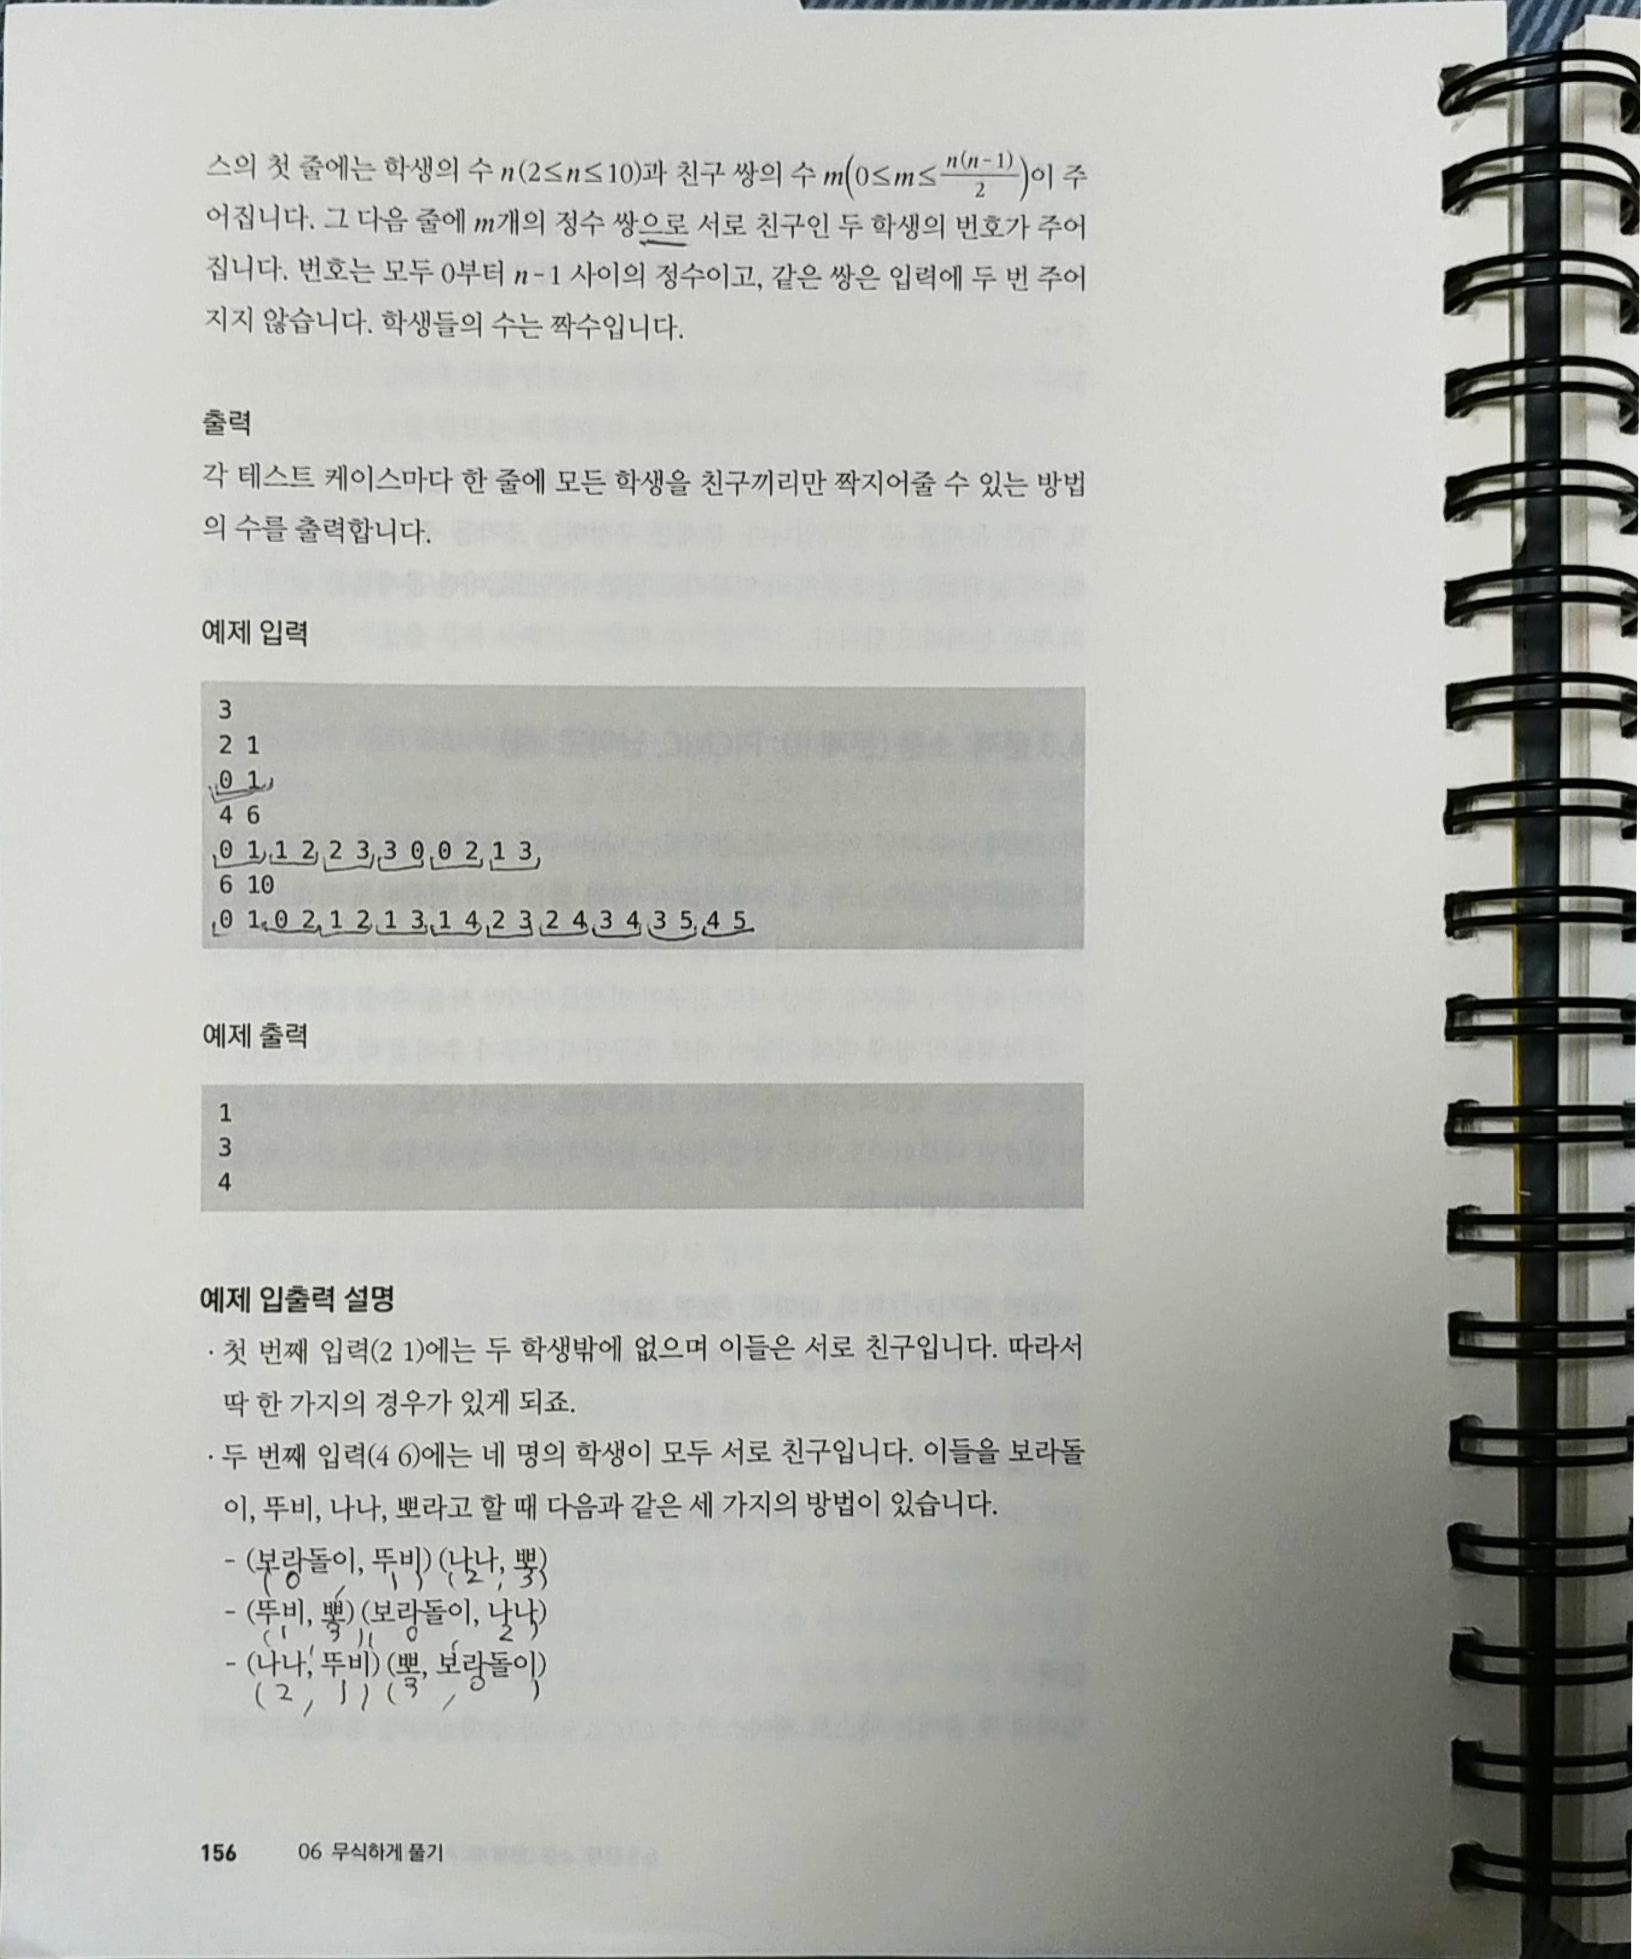 스의 첫 줄에는 학생의 수 n(2≤n≤10)과 친구 쌍의 수 m(0≤m≤n(n-1)/2)이 주
어집니다. 그 다음 줄에 m개의 정수 쌍으로 서로 친구인 두 학생의 번호가 주어
집니다. 번호는 모두 0부터 n-1 사이의 정수이고, 같은 쌍은 입력에 두 번 주어
지지 않습니다. 학생들의 수는 짝수입니다.
출력
각 테스트 케이스마다 한 줄에 모든 학생을 친구끼리만 짝지어줄 수 있는 방법
의 수를 출력합니다.
예제 입력
3
2 1
0 1
4 6
0 1 1 2 2 3 3 0 0 2 1 3
6 10
0 1 0 2 1 2 1 3 1 4 2 3 2 4 3 4 3 5 4 5
예제 출력
1
3
4
예제 입출력 설명
· 첫 번째 입력(2 1)에는 두 학생밖에 없으며 이들은 서로 친구입니다. 따라서
딱 한 가지의 경우가 있게 되죠.
· 두 번째 입력(4 6)에는 네 명의 학생이 모두 서로 친구입니다. 이들을 보라돌
이, 뚜비, 나나, 뽀라고 할 때 다음과 같은 세 가지의 방법이 있습니다.
- (보라돌이, 뚜비) (나나, 뽀)
( 0 , 1 ) ( 2 , 3 )
- (뚜비, 뽀) (보라돌이, 나나)
( 1 , 3 ) ( 0 , 2 )
- (나나, 뚜비) (뽀, 보라돌이)
( 2 , 1 ) ( 3 , 0 )
156 06 무식하게 풀기